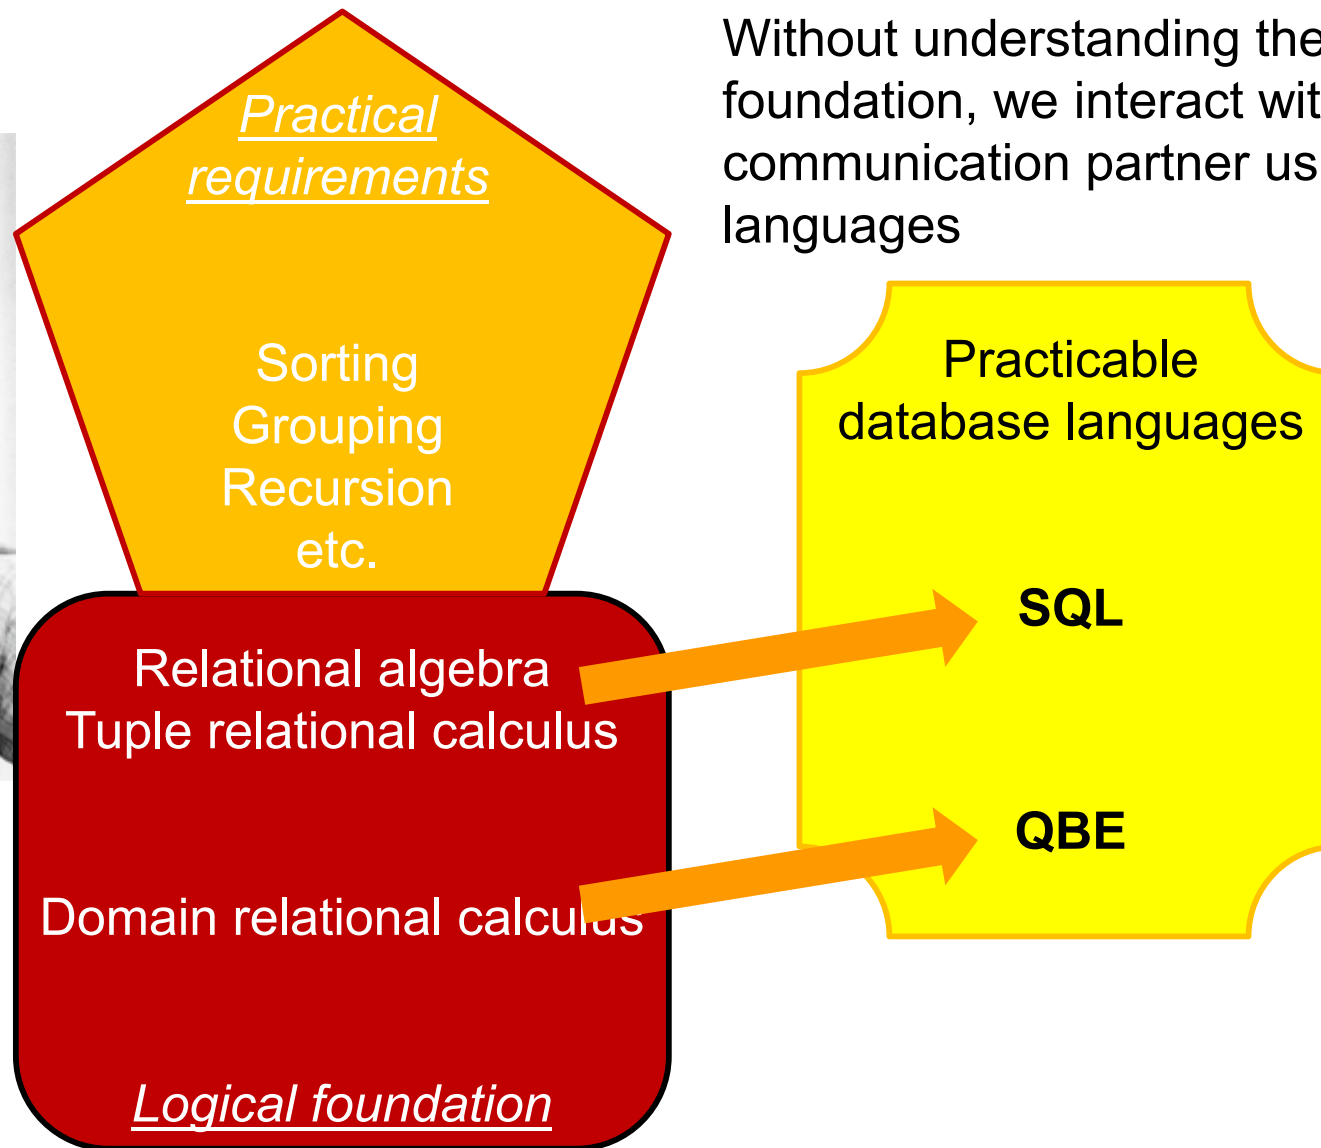 Practical
requirements
Sorting
Grouping
Recursion
etc.
Relational algebra
Tuple relational calculus
Domain relational calculus
Logical foundation
Without understanding the
foundation, we interact wit
communication partner us
languages
Practicable
database languages
SQL
QBE